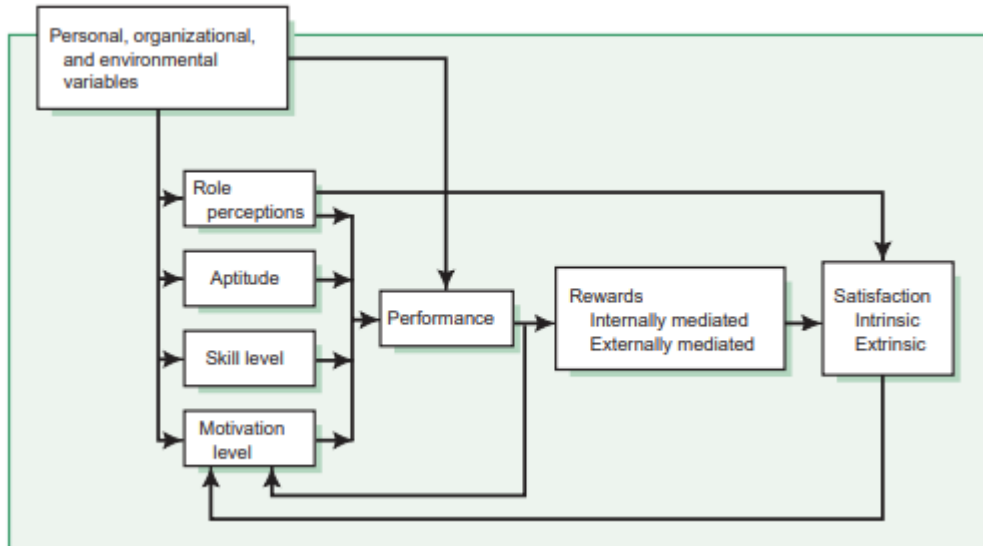 Personal, organizational,
and environmental
variables
Role
perceptions
Aptitude
Skill level
Motivation
level
Performance
Rewards
Internally mediated
Externally mediated
Satisfaction
Intrinsic
Extrinsic